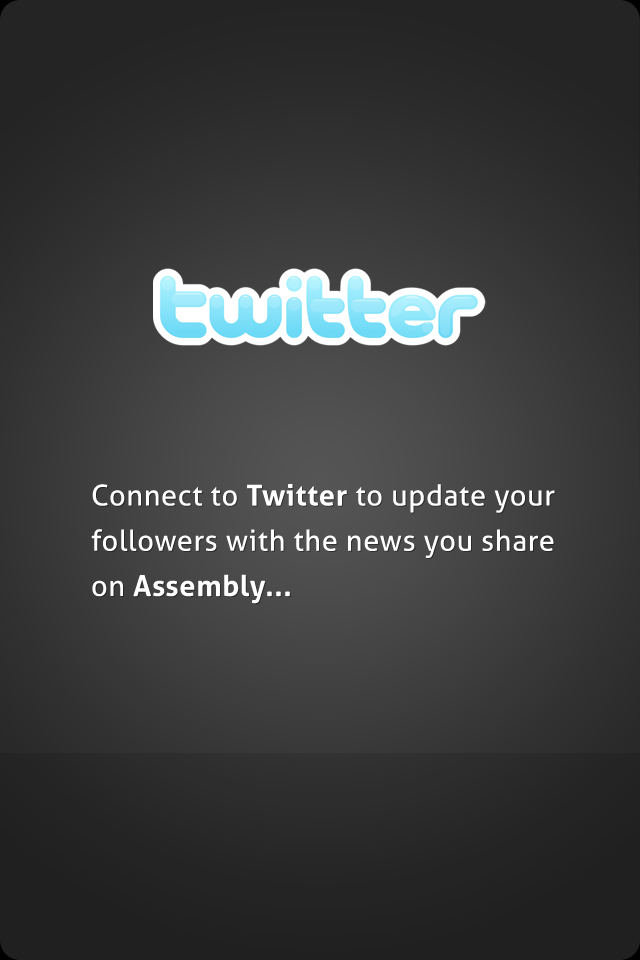 twitter
Connect to Twitter to update your
followers with the news you share
on Assembly...